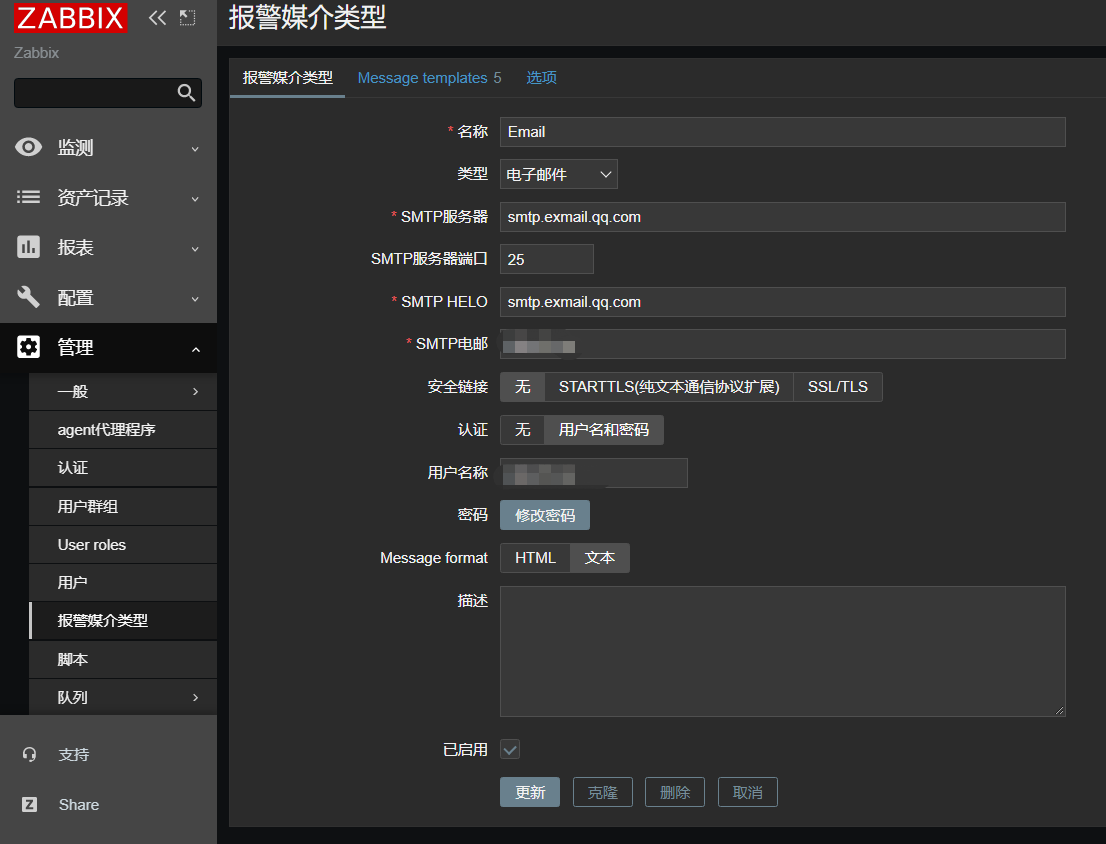 ZABBIX
Zabbix
监测
资产记录
报表
配置
管理
一般
agent代理程序
认证
用户群组
User roles
用户
报警媒介类型
脚本
队列
支持
Share
报警媒介类型
报警媒介类型 Message templates 5 选项
* 名称 Email
类型 电子邮件
* SMTP服务器 smtp.exmail.qq.com
SMTP服务器端口 25
* SMTP HELO smtp.exmail.qq.com
* SMTP电邮
安全链接 无 STARTTLS(纯文本通信协议扩展) SSL/TLS
认证 无 用户名和密码
用户名称
密码 修改密码
Message format HTML 文本
描述
已启用
更新 克隆 删除 取消